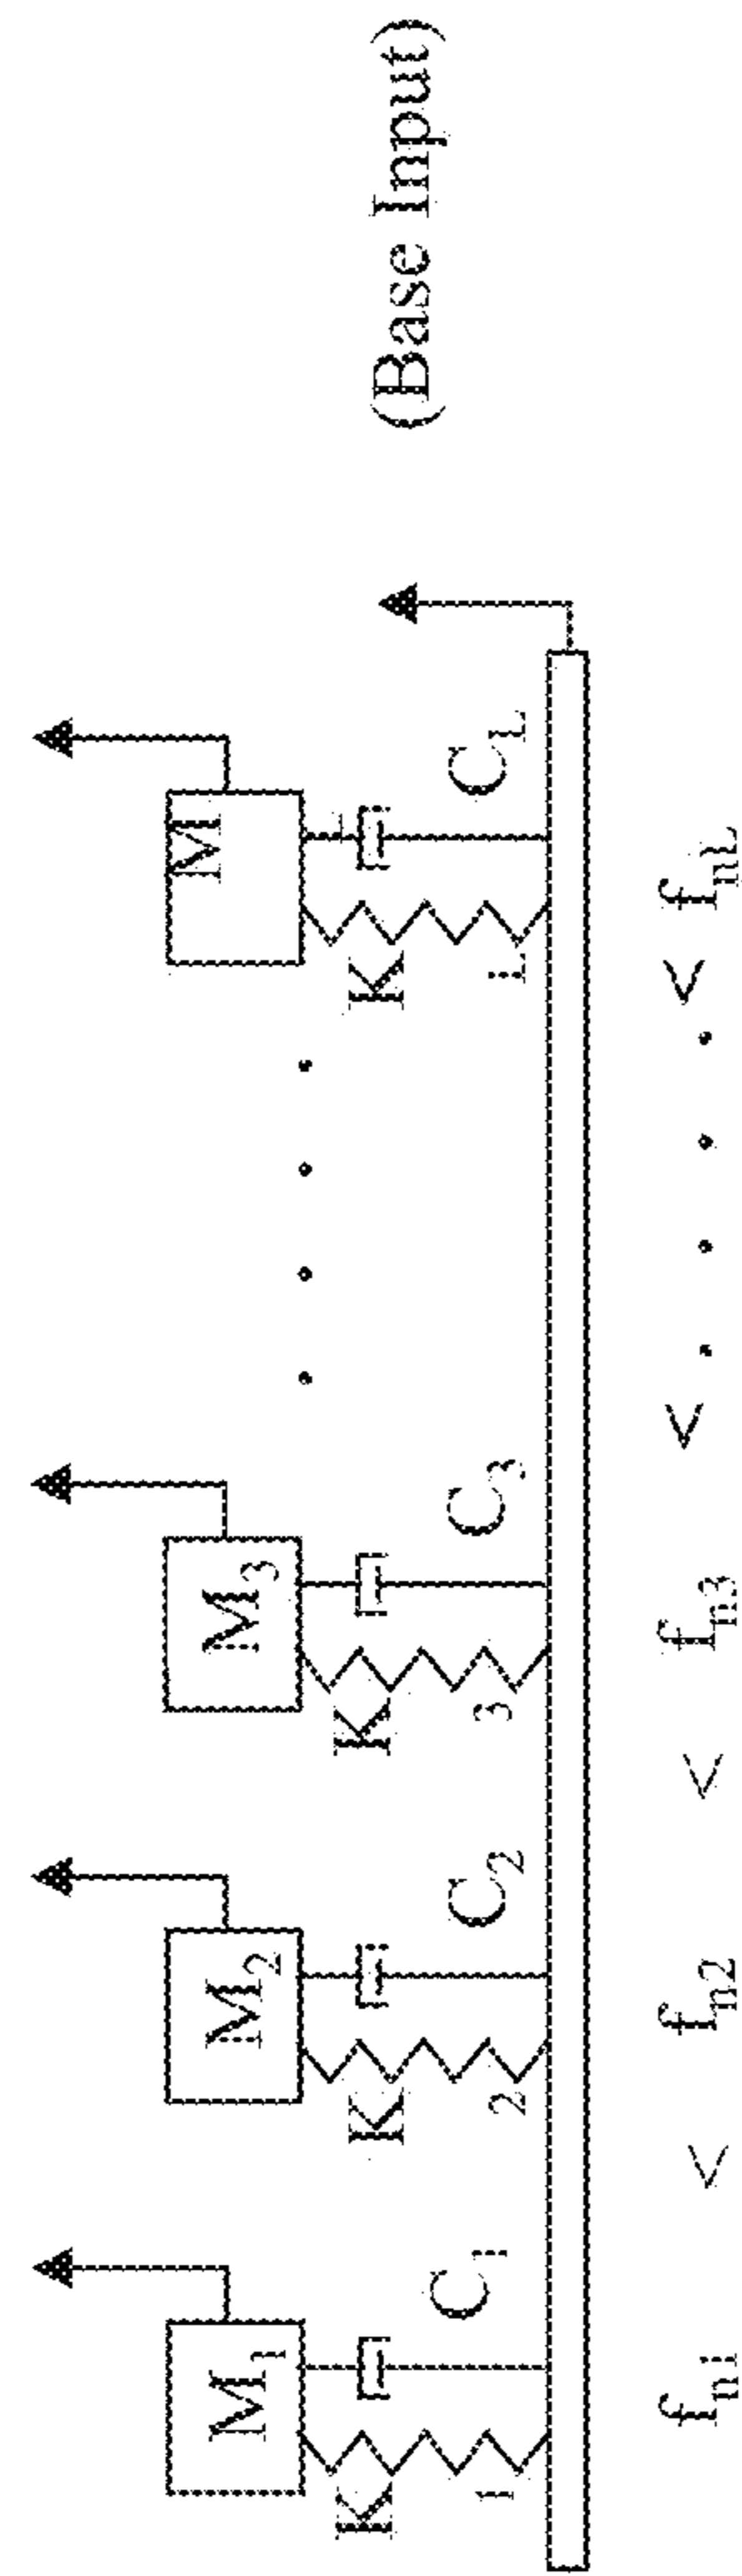 (Base Input)
M1 M2 M3 ML
K1 C1 K2 C2 K3 C3 KL CL
fn1 < fn2 < fn3 < . . . . < fnL